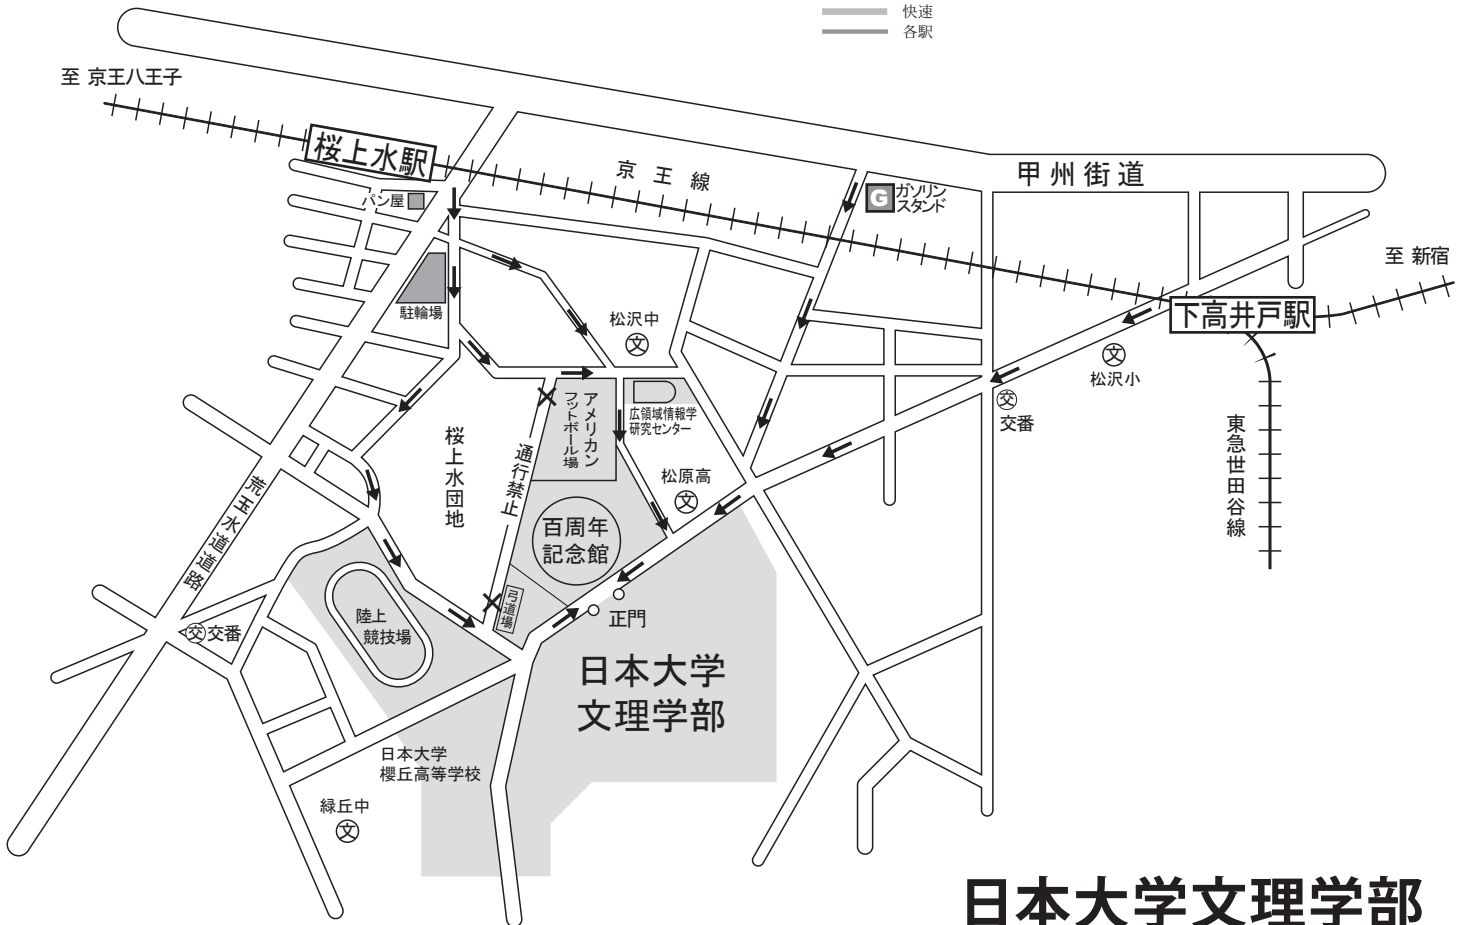 快速
各駅
至 京王八王子
桜上水駅
京王線
甲州街道
G
ガソリン
スタンド
パン屋
至 新宿
下高井戸駅
駐輪場
松沢中
文
文
松沢小
交
交番
東急世田谷線
アメリカン
フットボール場
広領域情報学
研究センター
桜上水団地
通行禁止
松原高
文
荒玉水道道路
百周年
記念館
弓道場
陸上
競技場
正門
交 交番
日本大学
文理学部
日本大学
櫻丘高等学校
緑丘中
文
日本大学文理学部